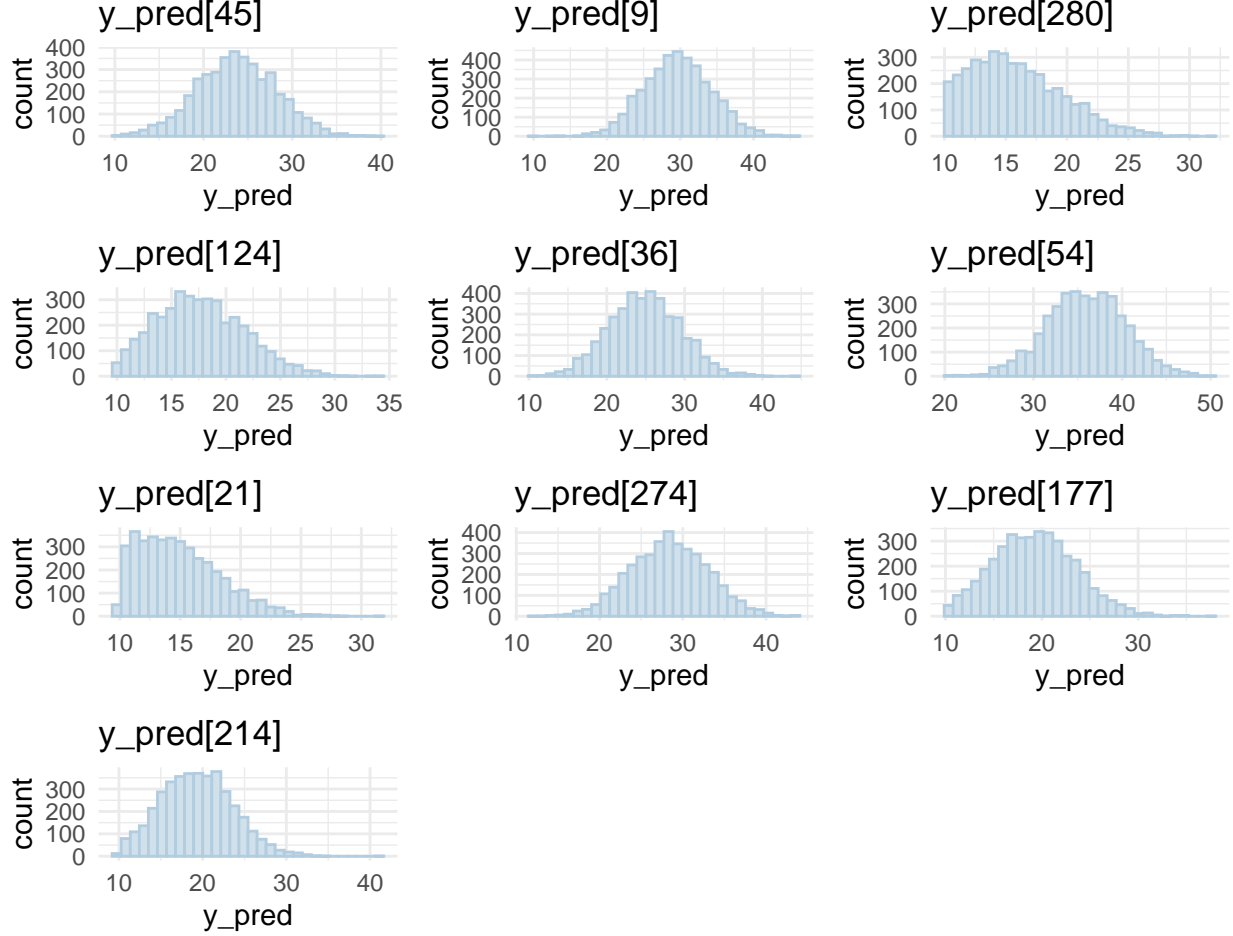 y_pred[45]
count
400
300
200
100
0
10 20 30 40
y_pred
y_pred[9]
count
400
300
200
100
0
10 20 30 40
y_pred
y_pred[280]
count
300
200
100
0
10 15 20 25 30
y_pred
y_pred[124]
count
300
200
100
0
10 15 20 25 30 35
y_pred
y_pred[36]
count
400
300
200
100
0
10 20 30 40
y_pred
y_pred[54]
count
300
200
100
0
20 30 40 50
y_pred
y_pred[21]
count
300
200
100
0
10 15 20 25 30
y_pred
y_pred[274]
count
400
300
200
100
0
10 20 30 40
y_pred
y_pred[177]
count
300
200
100
0
10 20 30
y_pred
y_pred[214]
count
300
200
100
0
10 20 30 40
y_pred